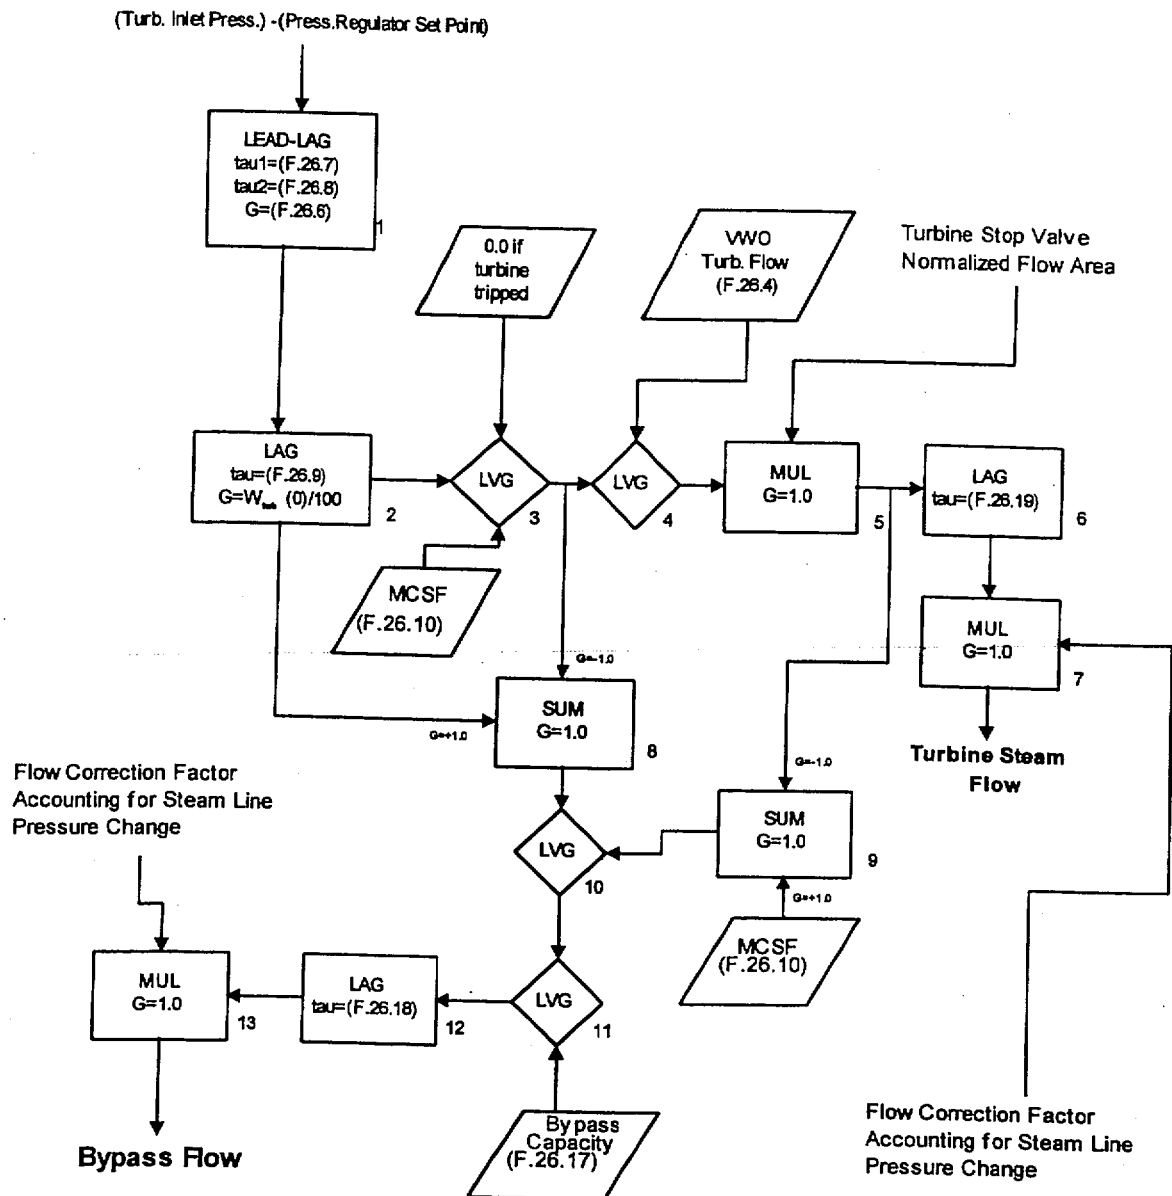 (Turb. Inlet Press.) -(Press.Regulator Set Point)
LEAD-LAG
tau1=(F.26.7)
tau2=(F.26.8)
G=(F.26.6)
1
0.0 if
turbine
tripped
VWO
Turb. Flow
(F.26.4)
Turbine Stop Valve
Normalized Flow Area
LAG
tau=(F.26.9)
G=W (0)/100
2
LVG
3
LVG
4
MUL
G=1.0
5
LAG
tau=(F.26.19)
6
MCSF
(F.26.10)
MUL
G=1.0
7
G=-1.0
SUM
G=1.0
8
G=+1.0
Turbine Steam
Flow
Flow Correction Factor
Accounting for Steam Line
Pressure Change
G=-1.0
SUM
G=1.0
9
G=+1.0
LVG
10
MCSF
(F.26.10)
MUL
G=1.0
13
LAG
tau=(F.26.18)
12
LVG
11
Bypass
Capacity
(F.26.17)
Bypass Flow
Flow Correction Factor
Accounting for Steam Line
Pressure Change